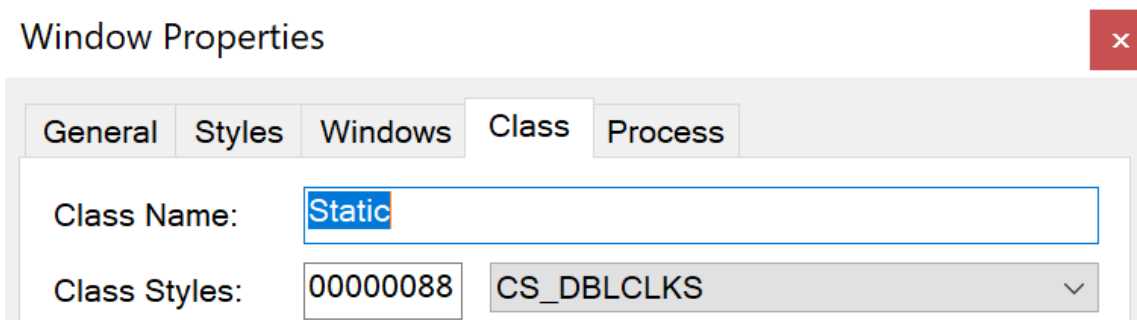 Window Properties
General Styles Windows Class Process
Class Name: Static
Class Styles: 00000088 CS_DBLCLKS